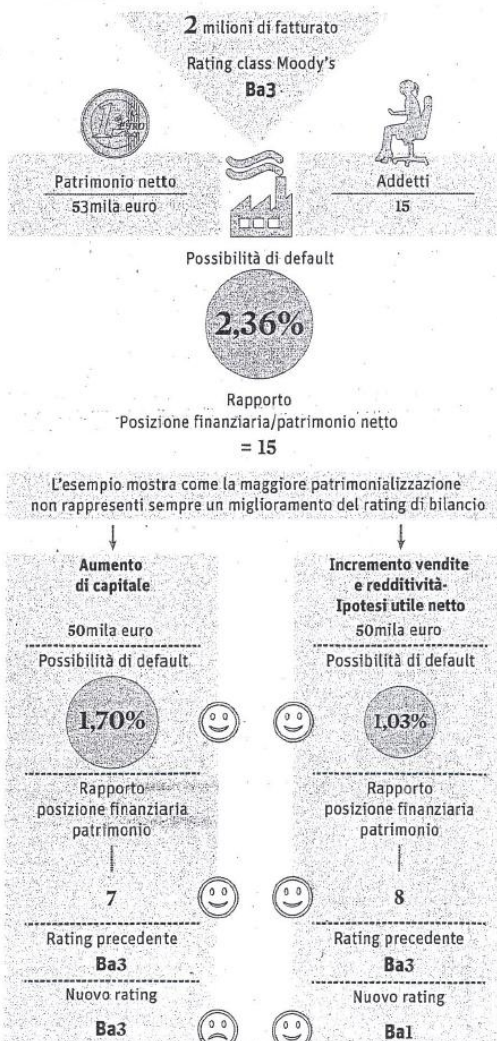 2 milioni di fatturato
Rating class Moody's
Ba3
Patrimonio netto
53mila euro
Addetti
15
Possibilità di default
2,36%
Rapporto
Posizione finanziaria/patrimonio netto
= 15
L'esempio mostra come la maggiore patrimonializzazione
non rappresenti sempre un miglioramento del rating di bilancio
Aumento
di capitale
50mila euro
Possibilità di default
1,70%
Rapporto
posizione finanziaria
patrimonio
7
Rating precedente
Ba3
Nuovo rating
Ba3
Incremento vendite
e redditività-
Ipotesi utile netto
50mila euro
Possibilità di default
1,03%
Rapporto
posizione finanziaria
patrimonio
8
Rating precedente
Ba3
Nuovo rating
Ba1